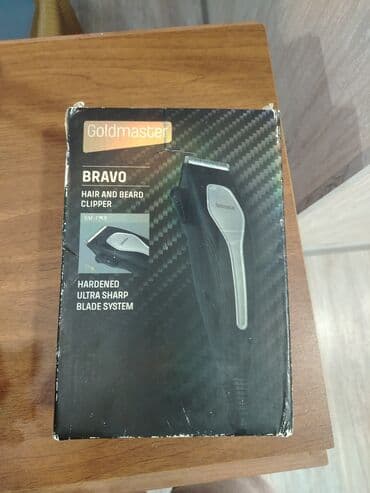 Goldmaster
BRAVO
HAIR AND BEARD
CLIPPER
HARDENED
ULTRA SHARP
BLADE SYSTEM